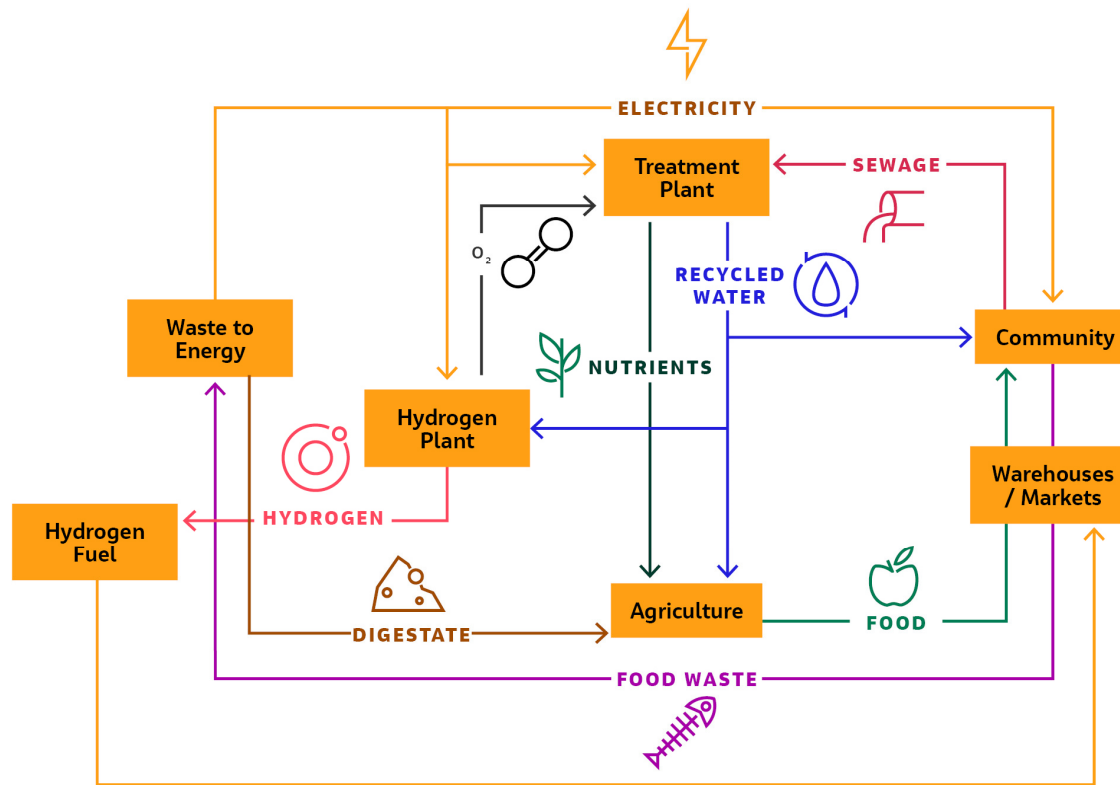 ELECTRICITY
Treatment
Plant
SEWAGE
O₂
RECYCLED
WATER
Waste to
Energy
Community
NUTRIENTS
Hydrogen
Plant
Warehouses
/ Markets
HYDROGEN
Hydrogen
Fuel
Agriculture
FOOD
DIGESTATE
FOOD WASTE